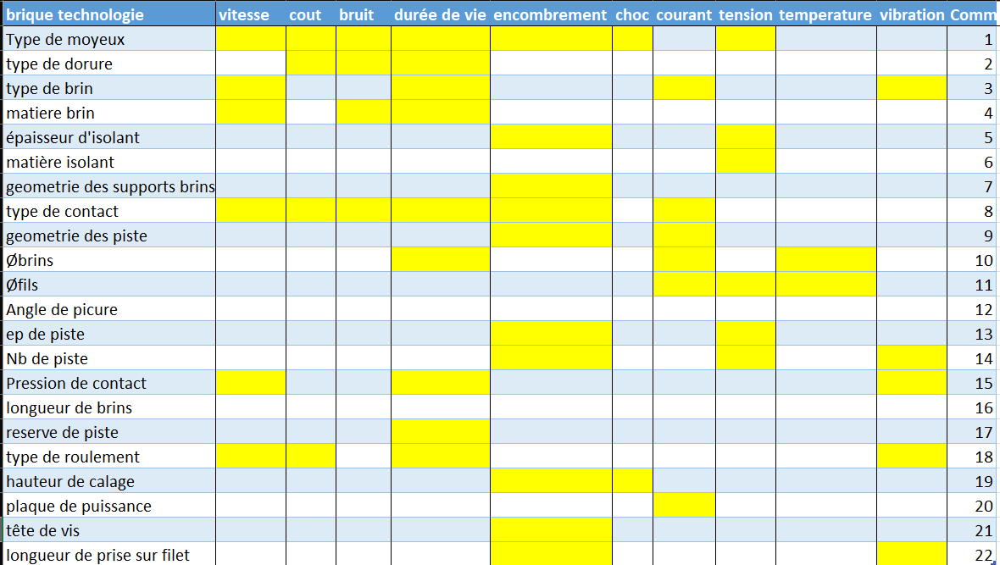 brique technologie vitesse cout bruit durée de vie encombrement choc courant tension temperature vibration Comm
Type de moyeux 1
type de dorure 2
type de brin 3
matiere brin 4
épaisseur d'isolant 5
matière isolant 6
geometrie des supports brins 7
type de contact 8
geometrie des piste 9
Øbrins 10
Øfils 11
Angle de picure 12
ep de piste 13
Nb de piste 14
Pression de contact 15
longueur de brins 16
reserve de piste 17
type de roulement 18
hauteur de calage 19
plaque de puissance 20
tête de vis 21
longueur de prise sur filet 22